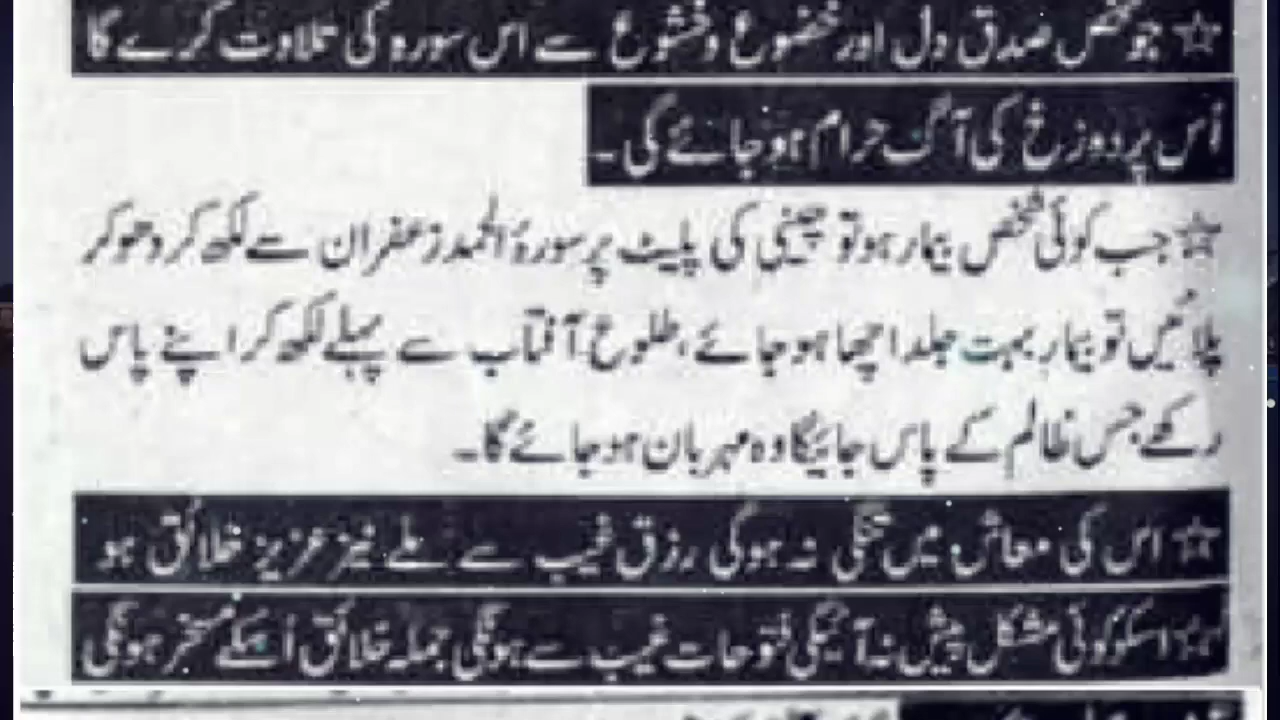 ☆ جو شخص صدق دل اور خضوع و خشوع سے اس سورہ کی تلاوت کرے گا
اُس پر دوزخ کی آگ حرام ہو جائے گی۔
☆ جب کوئی شخص بیمار ہو تو چینی کی پلیٹ پر سورۂ الحمد زعفران سے لکھ کر دھو کر
پلائیں تو بیمار بہت جلد اچھا ہو جائے، طلوع آفتاب سے پہلے لکھ کر اپنے پاس
رکھے جس ظالم کے پاس جائیگا وہ مہربان ہو جائے گا۔
☆ اس کی معاش میں تنگی نہ ہوگی رزق غیب سے ملے نیز عزیز خلائق ہو
☆ اسکو کوئی مشکل پیش نہ آئیگی فتوحات غیب سے ہونگی جملہ خلائق اُسکے مسخر ہونگی